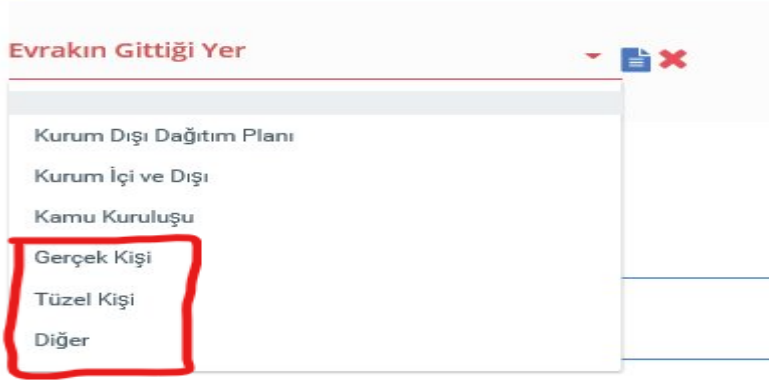 Evrakın Gittiği Yer
Kurum Dışı Dağıtım Planı
Kurum İçi ve Dışı
Kamu Kuruluşu
Gerçek Kişi
Tüzel Kişi
Diğer